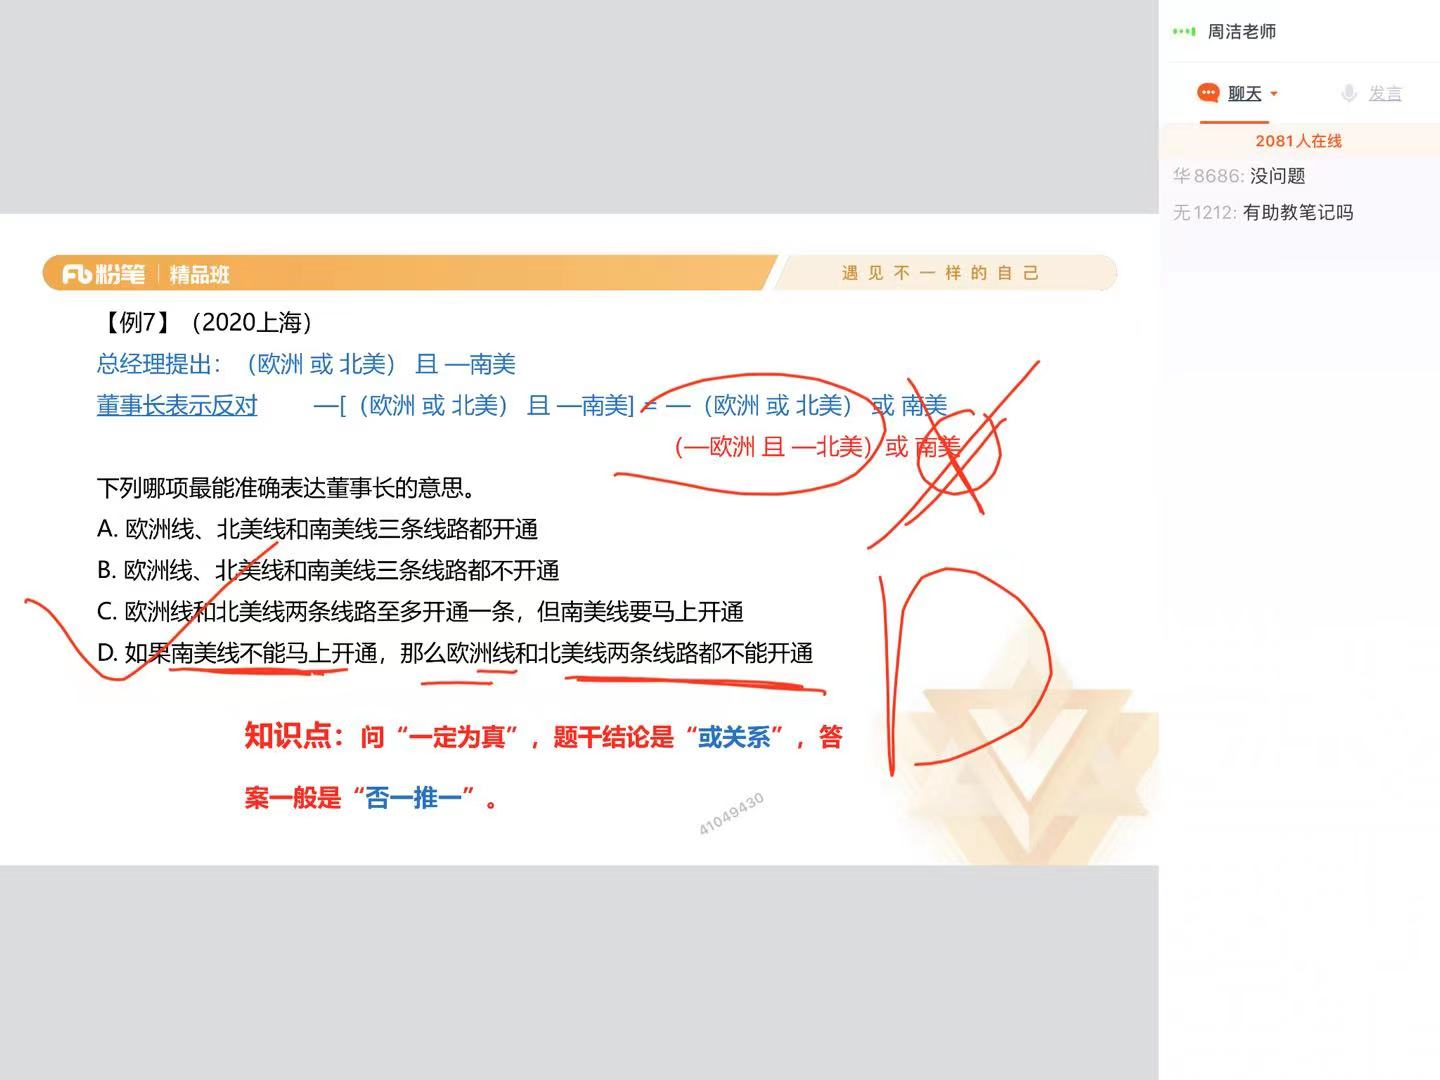 周洁老师
聊天
发言
2081人在线
华8686: 没问题
无1212: 有助教笔记吗
粉笔 | 精品班
遇见不一样的自己
【例7】（2020上海）
总经理提出：（欧洲 或 北美） 且 —南美
董事长表示反对 —[（欧洲 或 北美） 且 —南美] = —（欧洲 或 北美） 或 南美
（—欧洲 且 —北美）或 南美
下列哪项最能准确表达董事长的意思。
A. 欧洲线、北美线和南美线三条线路都开通
B. 欧洲线、北美线和南美线三条线路都不开通
C. 欧洲线和北美线两条线路至多开通一条，但南美线要马上开通
D. 如果南美线不能马上开通，那么欧洲线和北美线两条线路都不能开通
知识点：问“一定为真”，题干结论是“或关系”，答
案一般是“否一推一”。
41049430